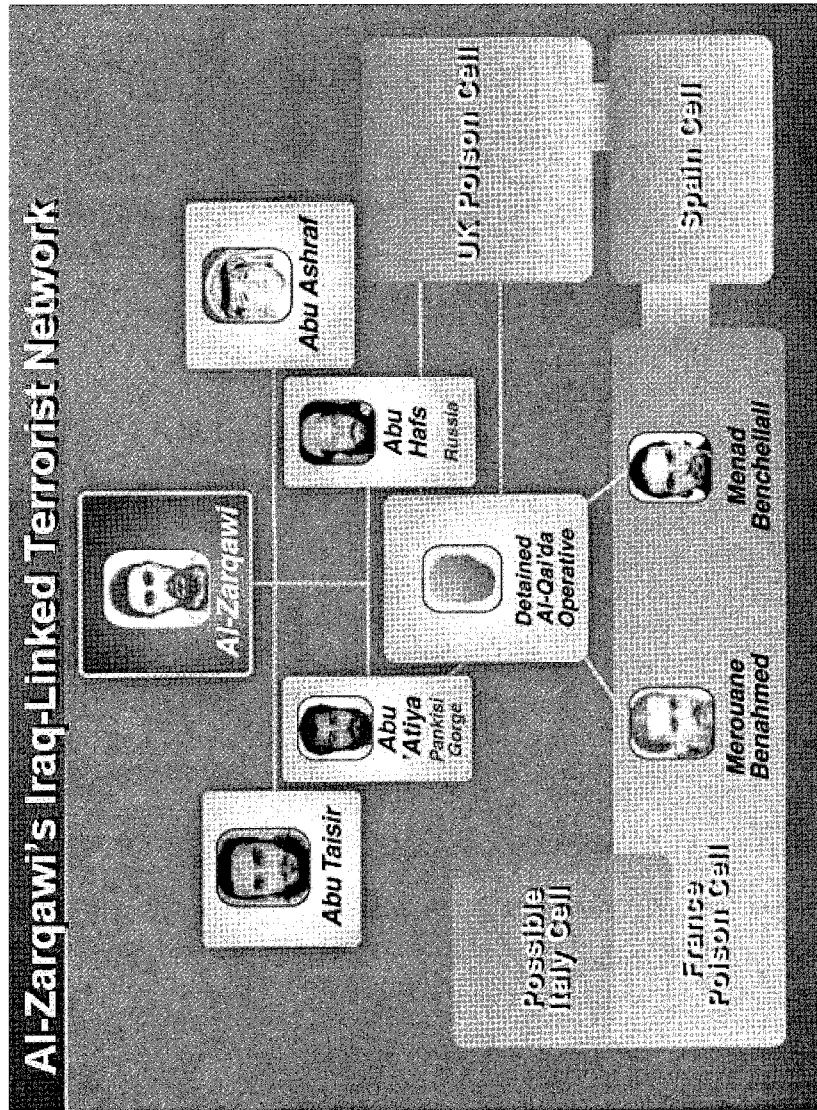 Al-Zarqawi's Iraq-Linked Terrorist Network
Al-Zarqawi
Abu Taisir
Abu Ashraf
Abu
'Atiya
Pankisi
Gorge
Abu
Hafs
Russia
Detained
Al-Qai'da
Operative
UK Poison Cell
Possible
Italy Cell
France
Poison Cell
Merouane
Benahmed
Menad
Benchellali
Spain Cell